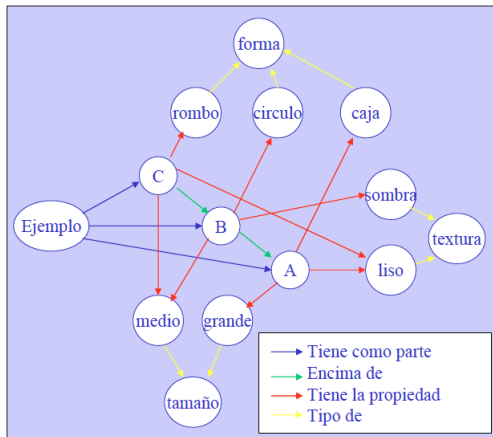 forma
rombo
circulo
caja
C
sombra
Ejemplo
B
textura
A
liso
medio
grande
tamaño
Tiene como parte
Encima de
Tiene la propiedad
Tipo de